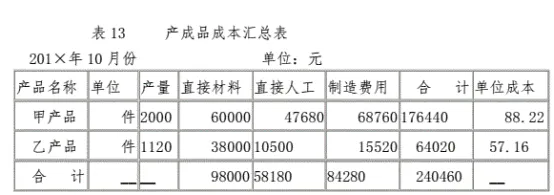 表 13 产成品成本汇总表
201×年 10 月份 单位：元
产品名称 单位 产量 直接材料 直接人工 制造费用 合 计 单位成本
甲产品 件 2000 60000 47680 68760 176440 88.22
乙产品 件 1120 38000 10500 15520 64020 57.16
合 计 __ __ 98000 58180 84280 240460